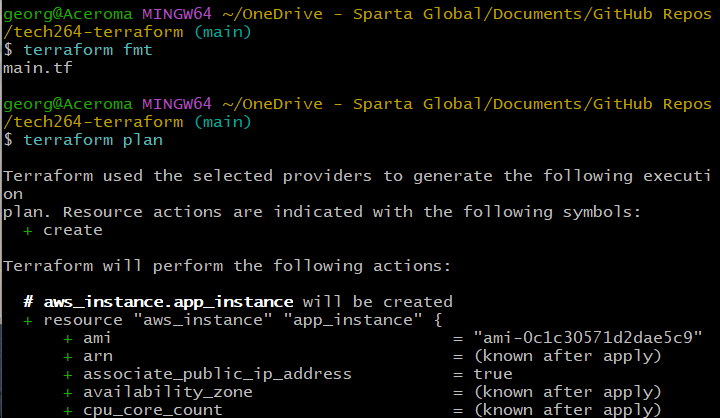 georg@Aceroma MINGW64 ~/OneDrive - Sparta Global/Documents/GitHub Repos
/tech264-terraform (main)
$ terraform fmt
main.tf
georg@Aceroma MINGW64 ~/OneDrive - Sparta Global/Documents/GitHub Repos
/tech264-terraform (main)
$ terraform plan
Terraform used the selected providers to generate the following executi
on
plan. Resource actions are indicated with the following symbols:
+ create
Terraform will perform the following actions:
# aws_instance.app_instance will be created
+ resource "aws_instance" "app_instance" {
+ ami = "ami-0c1c30571d2dae5c9"
+ arn = (known after apply)
+ associate_public_ip_address = true
+ availability_zone = (known after apply)
+ cpu_core_count = (known after apply)